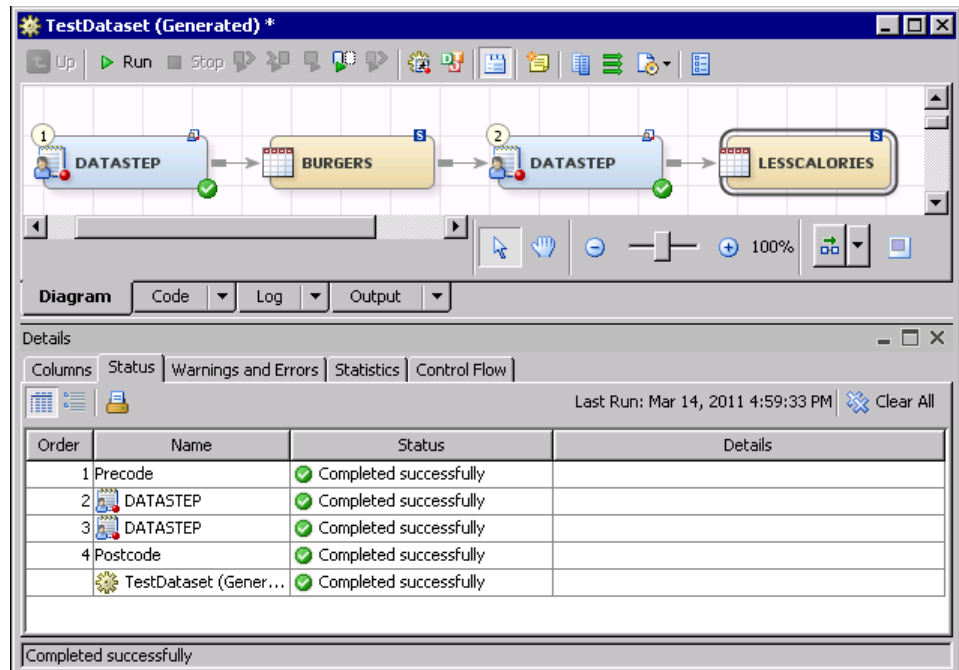 TestDataset (Generated) *
Up Run Stop
1 2
DATASTEP BURGERS DATASTEP LESSCALORIES
S S
100%
Diagram Code Log Output
Details
Columns Status Warnings and Errors Statistics Control Flow
Last Run: Mar 14, 2011 4:59:33 PM Clear All
Order Name Status Details
1 Precode Completed successfully
2 DATASTEP Completed successfully
3 DATASTEP Completed successfully
4 Postcode Completed successfully
TestDataset (Gener... Completed successfully
Completed successfully